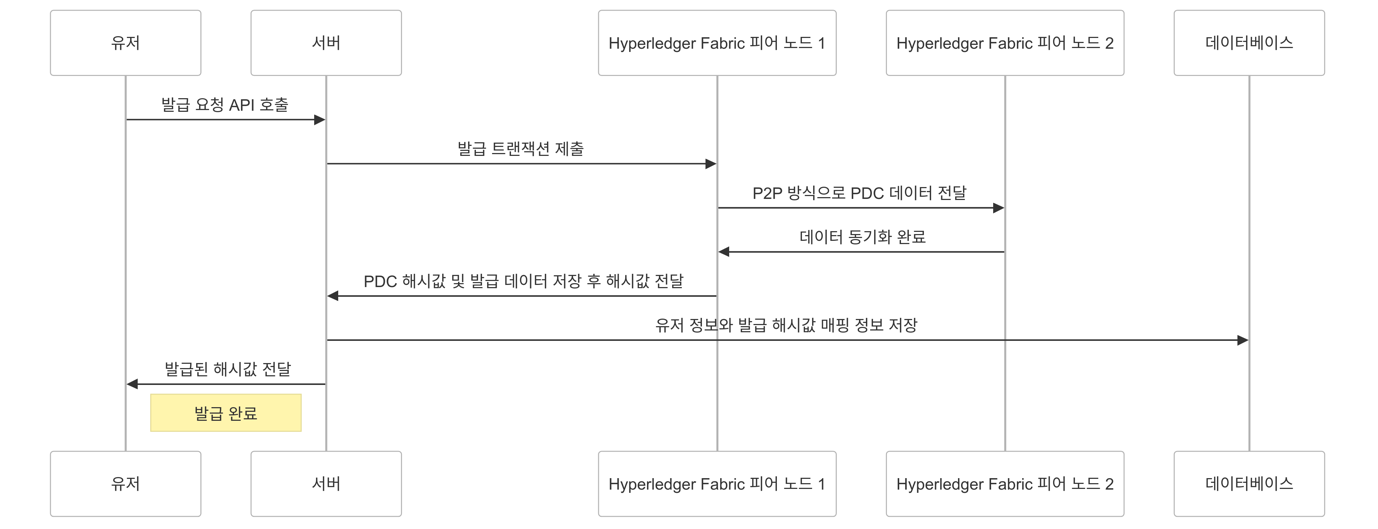 유저
서버
Hyperledger Fabric 피어 노드 1
Hyperledger Fabric 피어 노드 2
데이터베이스
발급 요청 API 호출
발급 트랜잭션 제출
P2P 방식으로 PDC 데이터 전달
데이터 동기화 완료
PDC 해시값 및 발급 데이터 저장 후 해시값 전달
유저 정보와 발급 해시값 매핑 정보 저장
발급된 해시값 전달
발급 완료
유저
서버
Hyperledger Fabric 피어 노드 1
Hyperledger Fabric 피어 노드 2
데이터베이스